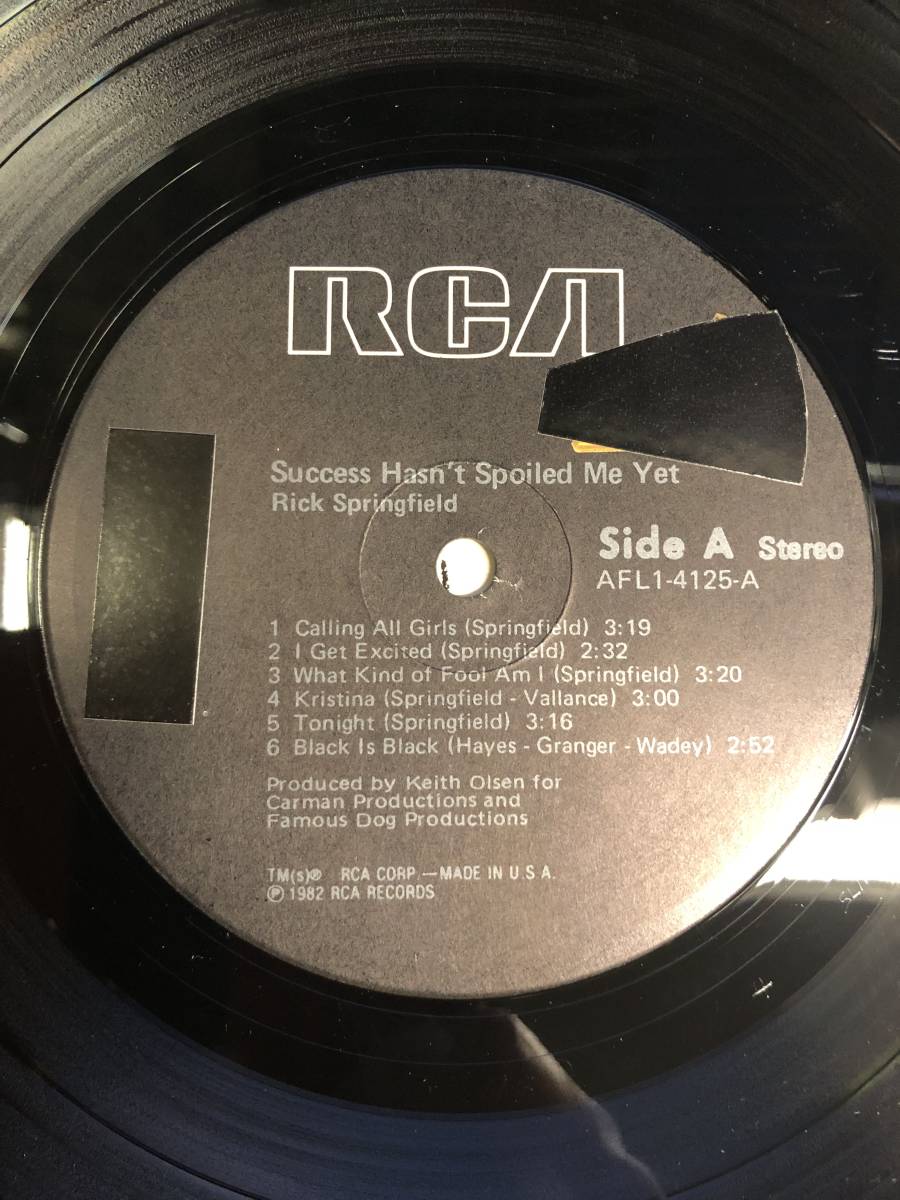 RCA
Success Hasn't Spoiled Me Yet
Rick Springfield
Side A Stereo
AFL1-4125-A
1 Calling All Girls (Springfield) 3:19
2 I Get Excited (Springfield) 2:32
3 What Kind of Fool Am I (Springfield) 3:20
4 Kristina (Springfield - Vallance) 3:00
5 Tonight (Springfield) 3:16
6 Black Is Black (Hayes - Granger - Wadey) 2:52
Produced by Keith Olsen for
Carman Productions and
Famous Dog Productions
TM(s)® RCA CORP.—MADE IN U.S.A.
℗ 1982 RCA RECORDS